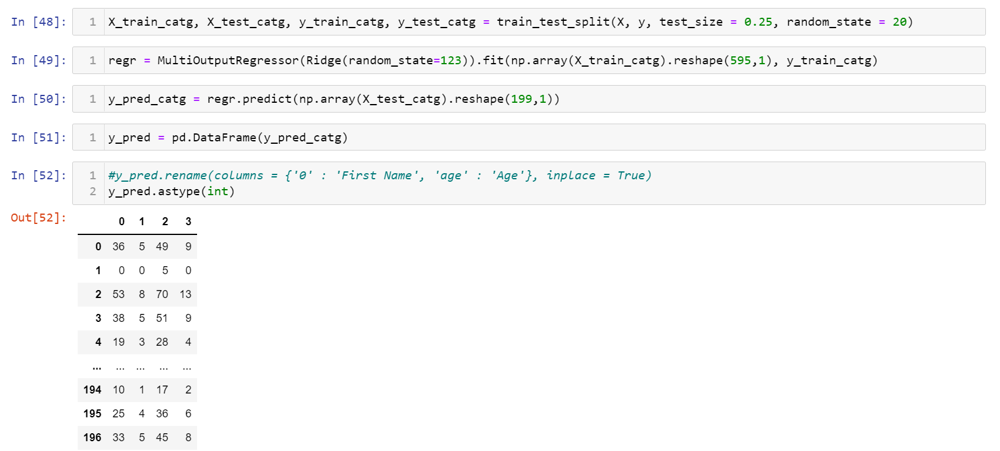 In [48]: 1 X_train_catg, X_test_catg, y_train_catg, y_test_catg = train_test_split(X, y, test_size = 0.25, random_state = 20)
In [49]: 1 regr = MultiOutputRegressor(Ridge(random_state=123)).fit(np.array(X_train_catg).reshape(595,1), y_train_catg)
In [50]: 1 y_pred_catg = regr.predict(np.array(X_test_catg).reshape(199,1))
In [51]: 1 y_pred = pd.DataFrame(y_pred_catg)
In [52]: 1 #y_pred.rename(columns = {'0' : 'First Name', 'age' : 'Age'}, inplace = True)
2 y_pred.astype(int)
Out[52]:
0 1 2 3
0 36 5 49 9
1 0 0 5 0
2 53 8 70 13
3 38 5 51 9
4 19 3 28 4
... ... ... ... ...
194 10 1 17 2
195 25 4 36 6
196 33 5 45 8